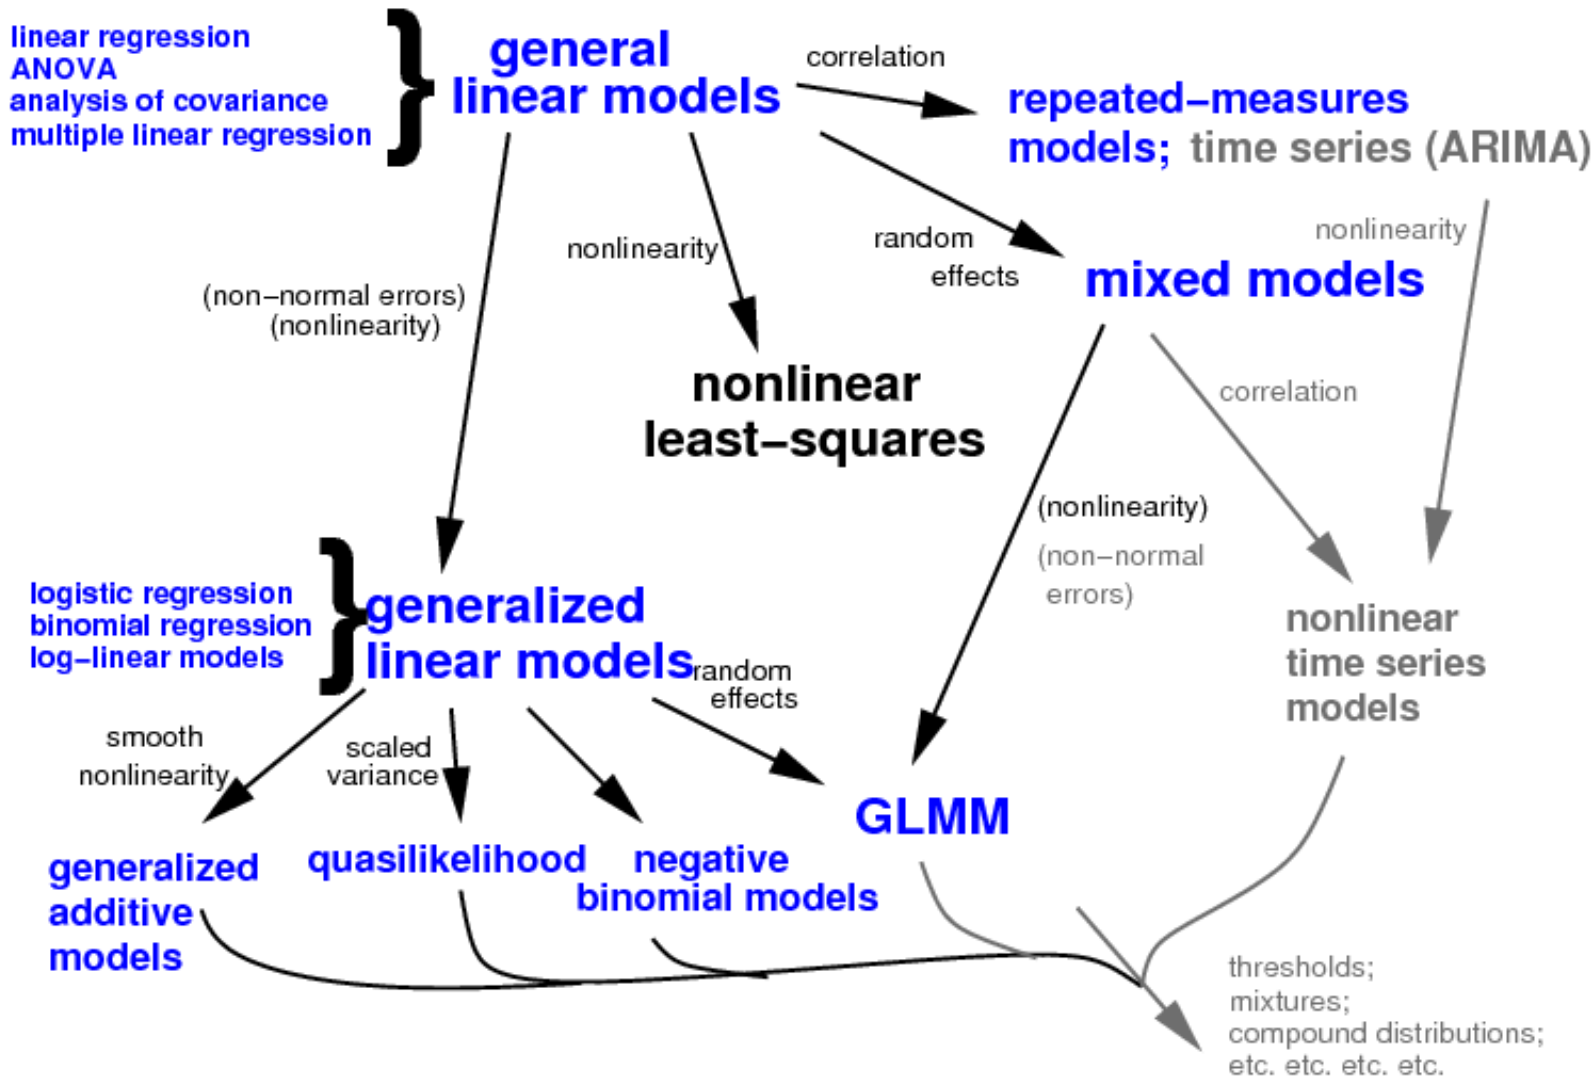 linear regression
ANOVA
analysis of covariance
multiple linear regression
}
general
linear models
correlation
repeated−measures
models; time series (ARIMA)
nonlinearity
random
effects
nonlinearity
mixed models
(non−normal errors)
(nonlinearity)
nonlinear
least−squares
correlation
(nonlinearity)
(non−normal
errors)
logistic regression
binomial regression
log−linear models
}
generalized
linear models
random
effects
nonlinear
time series
models
smooth
nonlinearity
scaled
variance
GLMM
generalized
additive
models
quasilikelihood
negative
binomial models
thresholds;
mixtures;
compound distributions;
etc. etc. etc. etc.